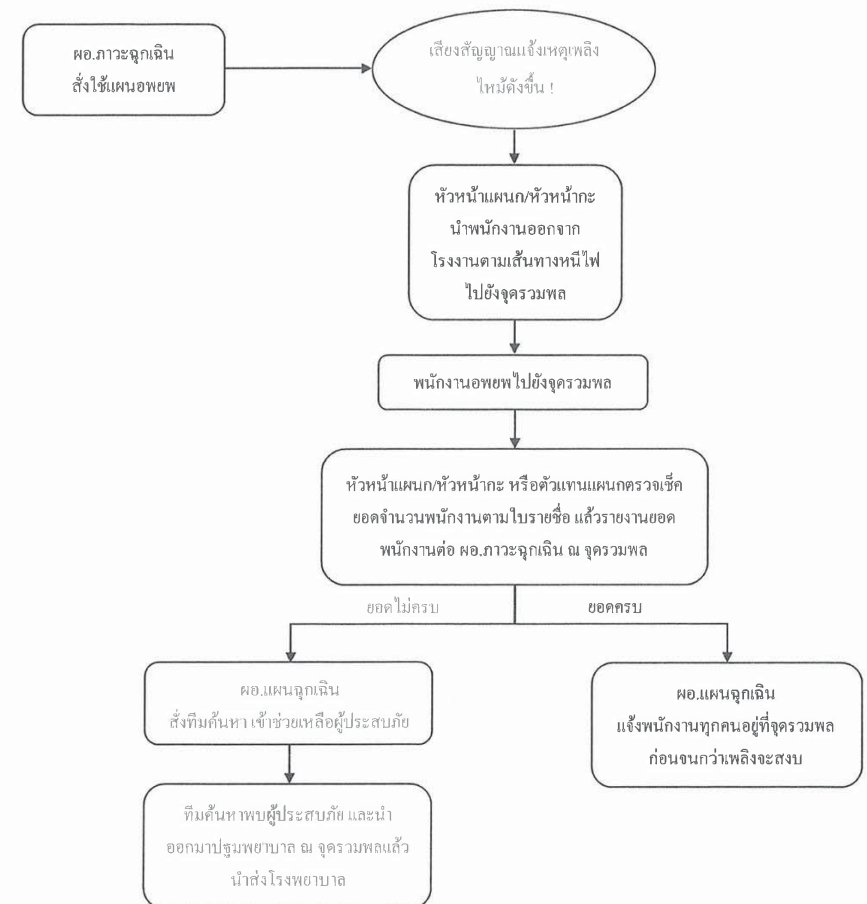 ผอ.ภาวะฉุกเฉิน
สั่งใช้แผนอพยพ
เสียงสัญญาณแจ้งเหตุเพลิง
ไหม้ดังขึ้น !
หัวหน้าแผนก/หัวหน้ากะ
นำพนักงานออกจาก
โรงงานตามเส้นทางหนีไฟ
ไปยังจุดรวมพล
พนักงานอพยพไปยังจุดรวมพล
หัวหน้าแผนก/หัวหน้ากะ หรือตัวแทนแผนกตรวจเช็ค
ยอดจำนวนพนักงานตามใบรายชื่อ แล้วรายงานยอด
พนักงานต่อ ผอ.ภาวะฉุกเฉิน ณ จุดรวมพล
ยอดไม่ครบ
ยอดครบ
ผอ.แผนฉุกเฉิน
สั่งทีมค้นหา เข้าช่วยเหลือผู้ประสบภัย
ผอ.แผนฉุกเฉิน
แจ้งพนักงานทุกคนอยู่ที่จุดรวมพล
ก่อนจนกว่าเพลิงจะสงบ
ทีมค้นหาพบผู้ประสบภัย และนำ
ออกมาปฐมพยาบาล ณ จุดรวมพลแล้ว
นำส่งโรงพยาบาล